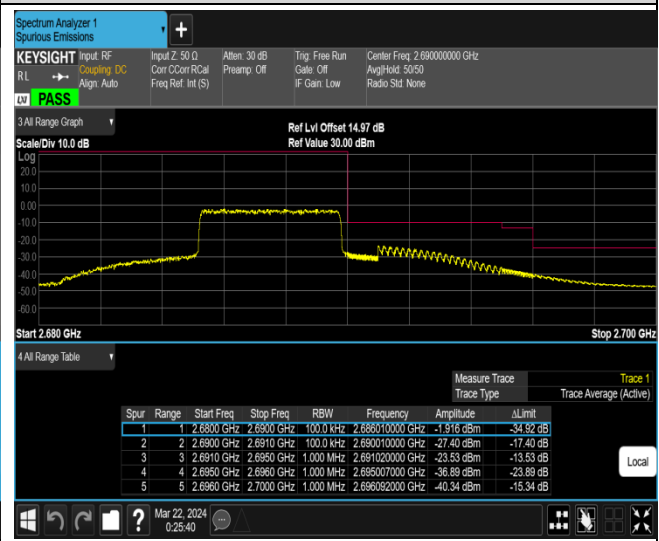 Spectrum Analyzer 1
Spurious Emissions
+
KEYSIGHT
R L
LXI PASS
Input: RF
Coupling: DC
Align: Auto
Input Z: 50 Ω
Corr CCorr RCal
Freq Ref: Int (S)
Atten: 30 dB
Preamp: Off
Trig: Free Run
Gate: Off
IF Gain: Low
Center Freq: 2.690000000 GHz
Avg|Hold: 50/50
Radio Std: None
3 All Range Graph
Scale/Div 10.0 dB
Ref Lvl Offset 14.97 dB
Ref Value 30.00 dBm
Log
20.0
10.0
0.00
-10.0
-20.0
-30.0
-40.0
-50.0
-60.0
Start 2.680 GHz
Stop 2.700 GHz
4 All Range Table
Measure Trace Trace 1
Trace Type Trace Average (Active)
Spur Range Start Freq Stop Freq RBW Frequency Amplitude ΔLimit
1 1 2.6800 GHz 2.6900 GHz 100.0 kHz 2.686010000 GHz -1.916 dBm -34.92 dB
2 2 2.6900 GHz 2.6910 GHz 100.0 kHz 2.690010000 GHz -27.40 dBm -17.40 dB
3 3 2.6910 GHz 2.6950 GHz 1.000 MHz 2.691020000 GHz -23.53 dBm -13.53 dB
4 4 2.6950 GHz 2.6960 GHz 1.000 MHz 2.695007000 GHz -36.89 dBm -23.89 dB
5 5 2.6960 GHz 2.7000 GHz 1.000 MHz 2.696092000 GHz -40.34 dBm -15.34 dB
Local
?
Mar 22, 2024
0:25:40